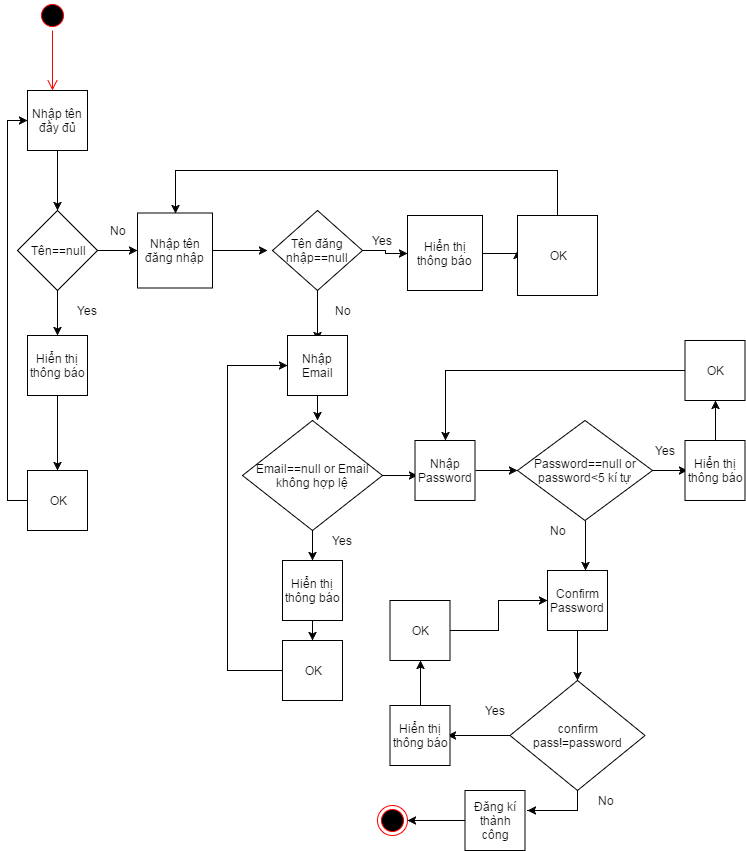 Nhập tên
đầy đủ
Tên==null
No
Nhập tên
đăng nhập
Tên đăng
nhập==null
Yes
Hiển thị
thông báo
OK
Yes
No
Hiển thị
thông báo
OK
Nhập
Email
Email==null or Email
không hợp lệ
Yes
Hiển thị
thông báo
OK
Nhập
Password
Password==null or
password<5 kí tự
Yes
Hiển thị
thông báo
OK
No
Confirm
Password
confirm
pass!=password
Yes
Hiển thị
thông báo
OK
No
Đăng kí
thành
công